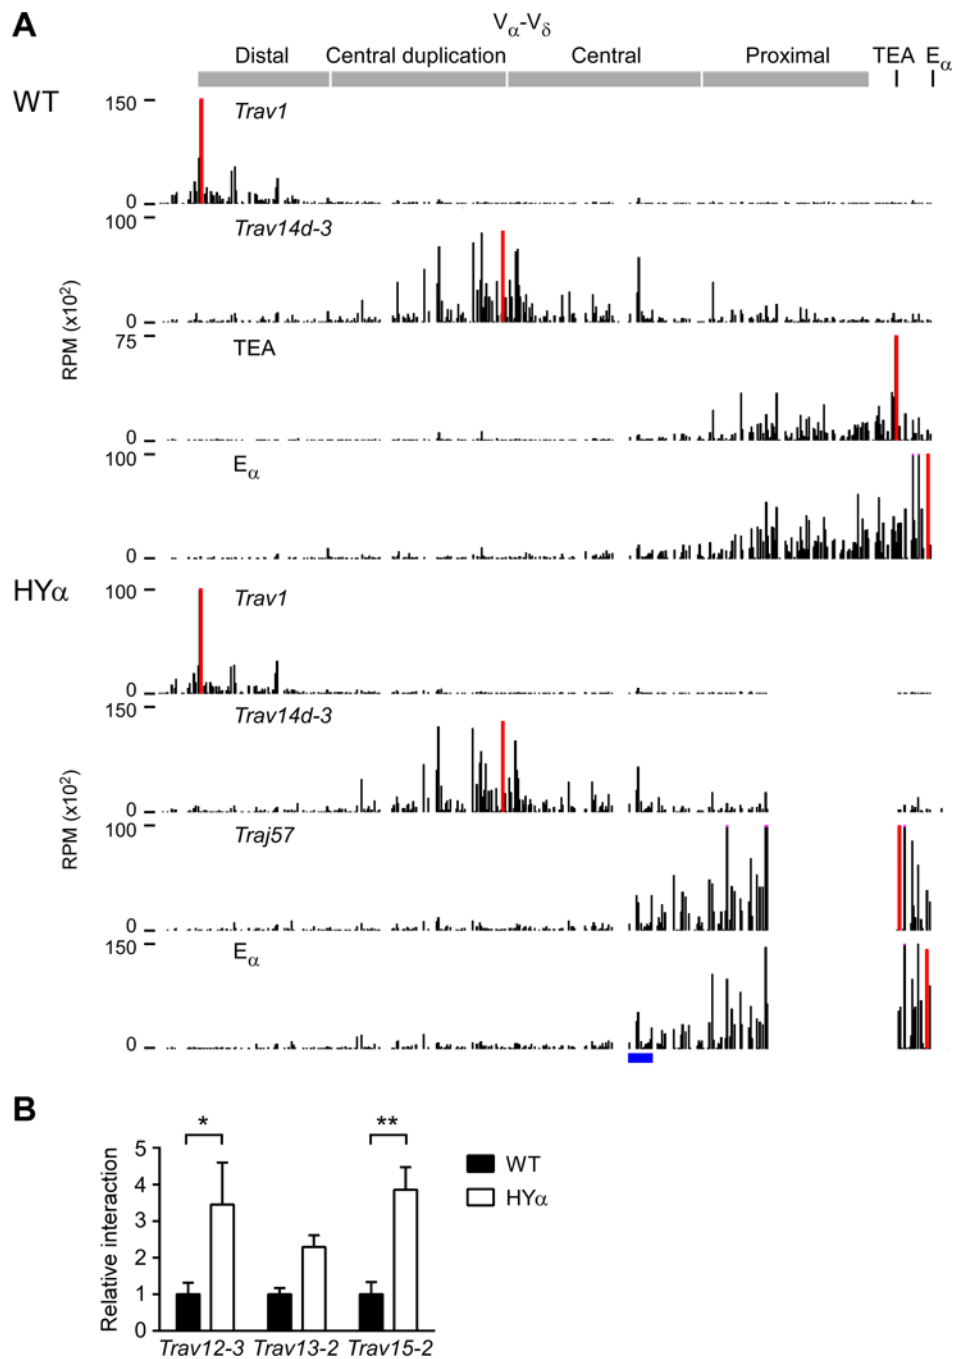 A
Vα-Vδ
Distal Central duplication Central Proximal TEA Eα
WT
150
Trav1
0
100
Trav14d-3
0
75
TEA
0
100
Eα
0
RPM (x10²)
HYα
100
Trav1
0
150
Trav14d-3
0
100
Traj57
0
150
Eα
0
RPM (x10²)
B
* **
5
4
3
2
1
0
Relative interaction
WT
HYα
Trav12-3 Trav13-2 Trav15-2